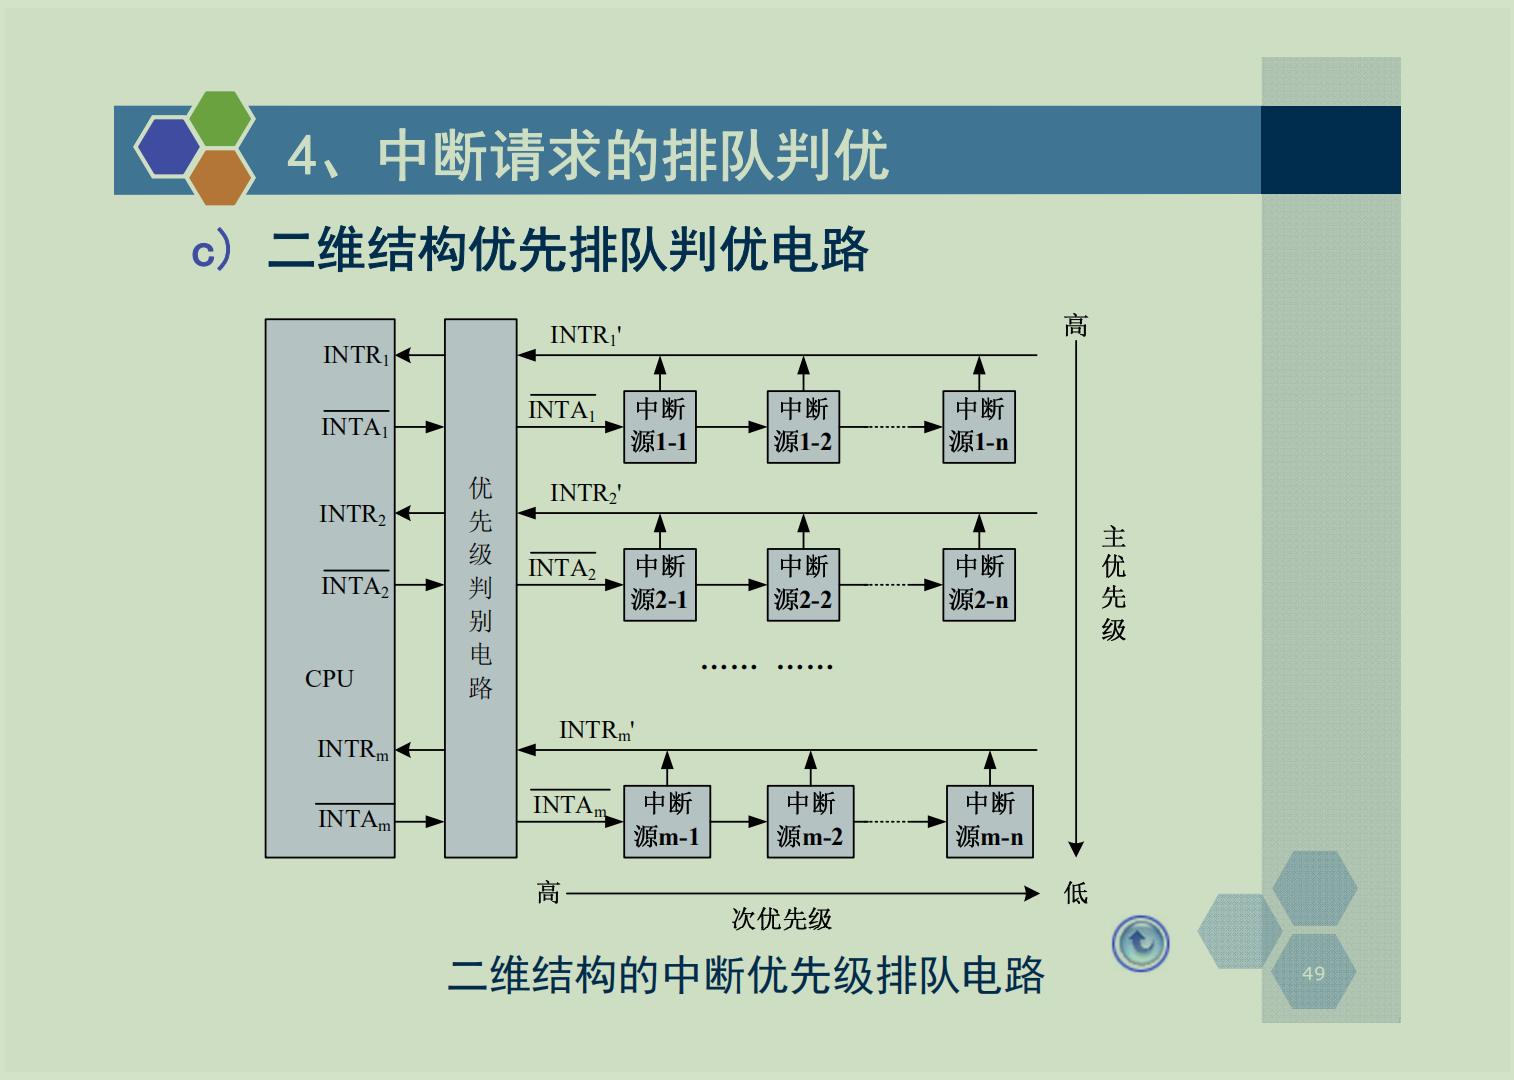 4、中断请求的排队判优
c） 二维结构优先排队判优电路
INTR₁
INTA₁
INTR₂
INTA₂
CPU
INTRₘ
INTAₘ
优先级判别电路
INTR₁'
INTA₁
中断
源1-1
中断
源1-2
中断
源1-n
INTR₂'
INTA₂
中断
源2-1
中断
源2-2
中断
源2-n
…… ……
INTRₘ'
INTAₘ
中断
源m-1
中断
源m-2
中断
源m-n
高
主优先级
低
高
次优先级
二维结构的中断优先级排队电路
49